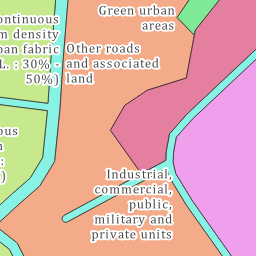 Green urban
areas
continuous
m density
ban fabric
L. : 30% -
50%)
Other roads
and associated
land
ous
:
)
Industrial,
commercial,
public,
military and
private units